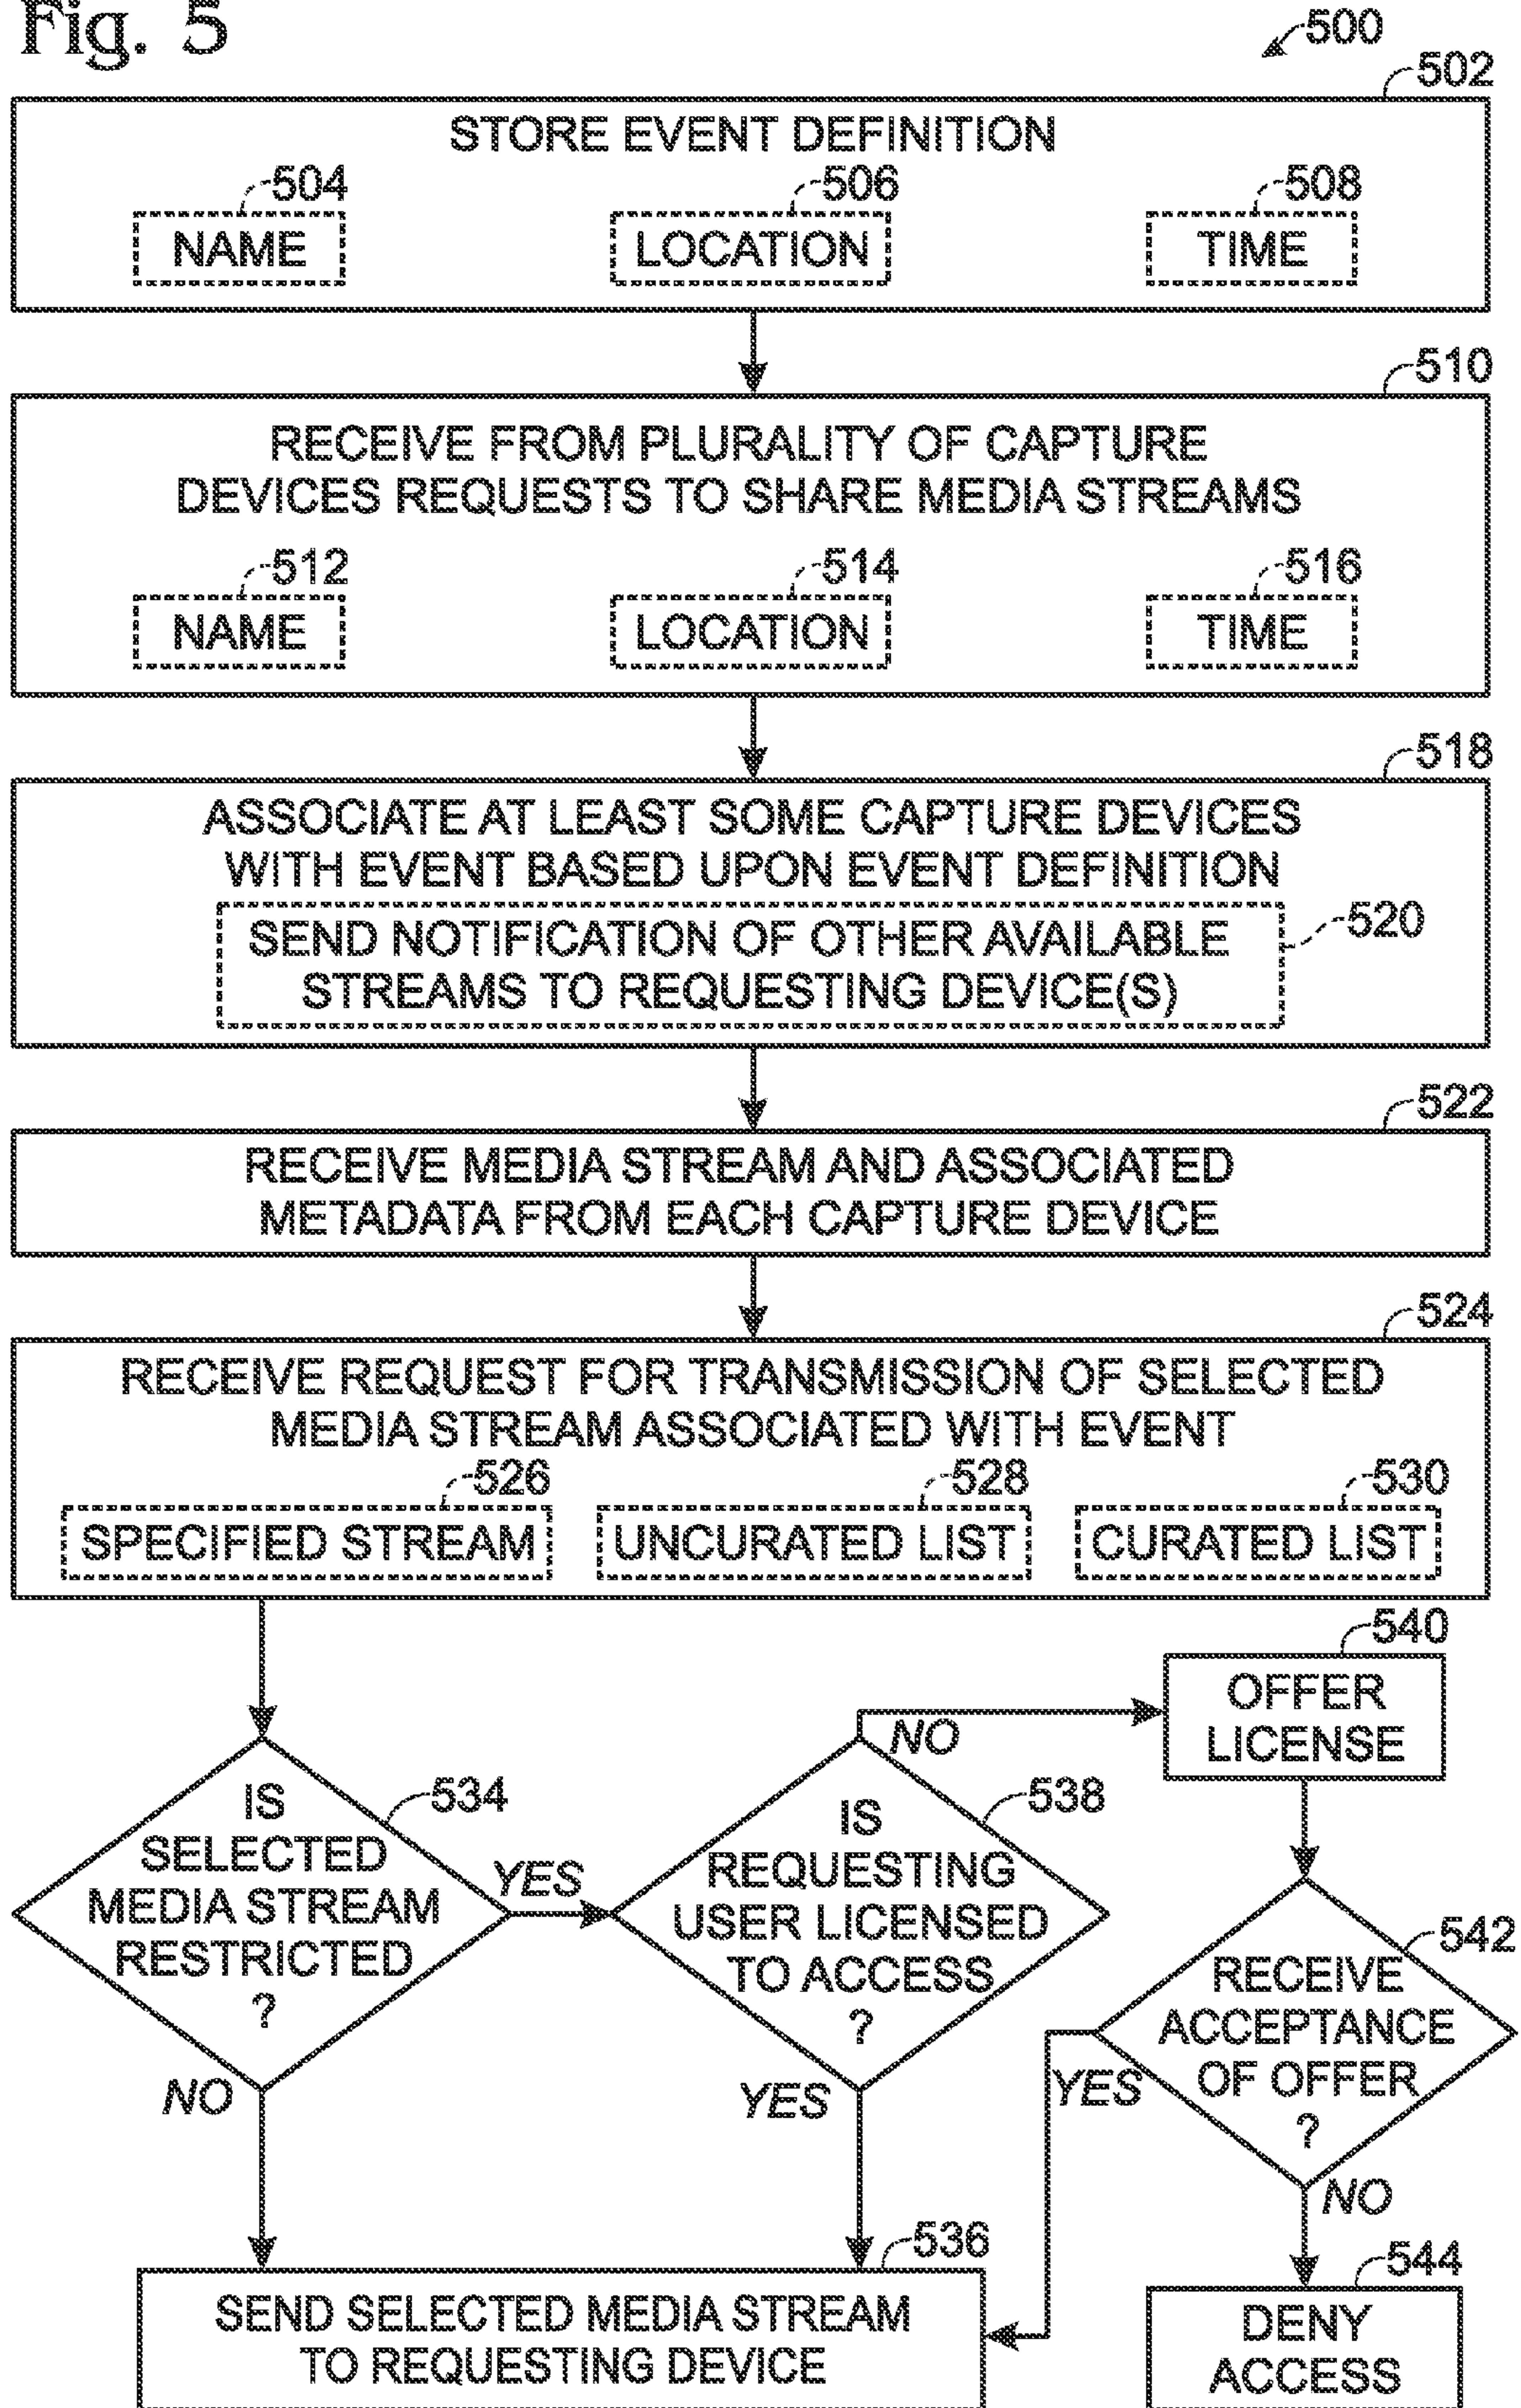 Fig. 5
500
502
STORE EVENT DEFINITION
504
506
508
NAME
LOCATION
TIME
510
RECEIVE FROM PLURALITY OF CAPTURE
DEVICES REQUESTS TO SHARE MEDIA STREAMS
512
514
516
NAME
LOCATION
TIME
518
ASSOCIATE AT LEAST SOME CAPTURE DEVICES
WITH EVENT BASED UPON EVENT DEFINITION
SEND NOTIFICATION OF OTHER AVAILABLE
STREAMS TO REQUESTING DEVICE(S)
520
522
RECEIVE MEDIA STREAM AND ASSOCIATED
METADATA FROM EACH CAPTURE DEVICE
524
RECEIVE REQUEST FOR TRANSMISSION OF SELECTED
MEDIA STREAM ASSOCIATED WITH EVENT
526
528
530
SPECIFIED STREAM
UNCURATED LIST
CURATED LIST
534
IS
SELECTED
MEDIA STREAM
RESTRICTED
?
YES
NO
538
IS
REQUESTING
USER LICENSED
TO ACCESS
?
NO
YES
540
OFFER
LICENSE
542
RECEIVE
ACCEPTANCE
OF OFFER
?
YES
NO
536
SEND SELECTED MEDIA STREAM
TO REQUESTING DEVICE
544
DENY
ACCESS